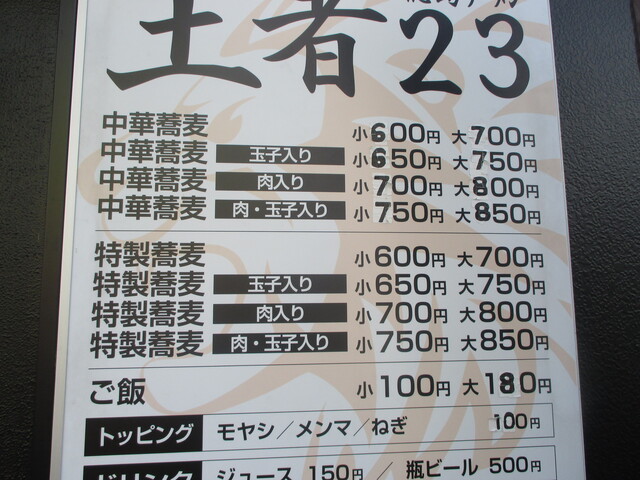 王者23
中華蕎麦 小600円 大700円
中華蕎麦 玉子入り 小650円 大750円
中華蕎麦 肉入り 小700円 大800円
中華蕎麦 肉・玉子入り 小750円 大850円
特製蕎麦 小600円 大700円
特製蕎麦 玉子入り 小650円 大750円
特製蕎麦 肉入り 小700円 大800円
特製蕎麦 肉・玉子入り 小750円 大850円
ご飯 小100円 大180円
トッピング モヤシ／メンマ／ねぎ 100円
ドリンク ジュース 150円 ／ 瓶ビール 500円